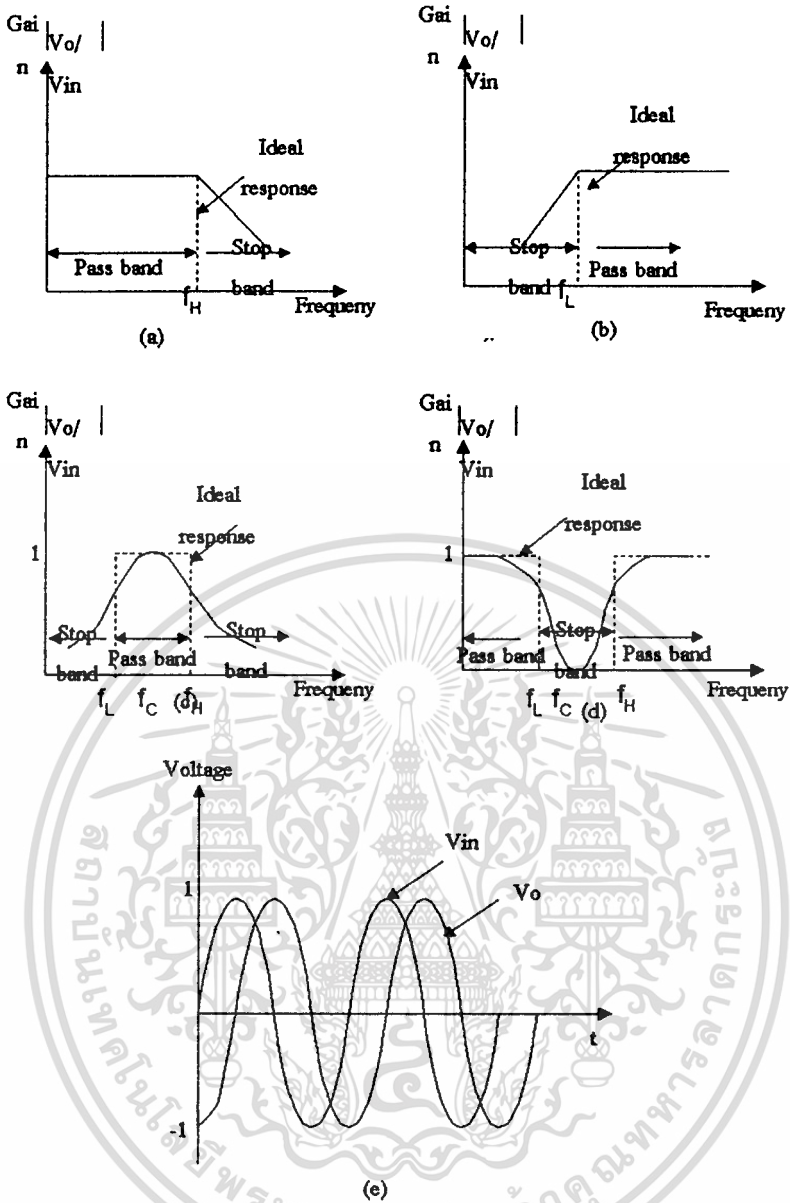 Gai
n
|Vo/ |
Vin
Ideal
response
Pass band
Stop
band
f_H
Frequeny
(a)
Gai
n
|Vo/ |
Vin
Ideal
response
Stop
band
f_L
Pass band
Frequeny
(b)
Gai
n
|Vo/ |
Vin
Ideal
response
1
Stop
band
Pass band
Stop
band
f_L
f_C
(c)
f_H
Frequeny
Gai
n
|Vo/ |
Vin
Ideal
response
1
Pass band
Stop
band
Pass band
f_L
f_C
(d)
f_H
Frequeny
Voltage
1
Vin
Vo
t
-1
(e)